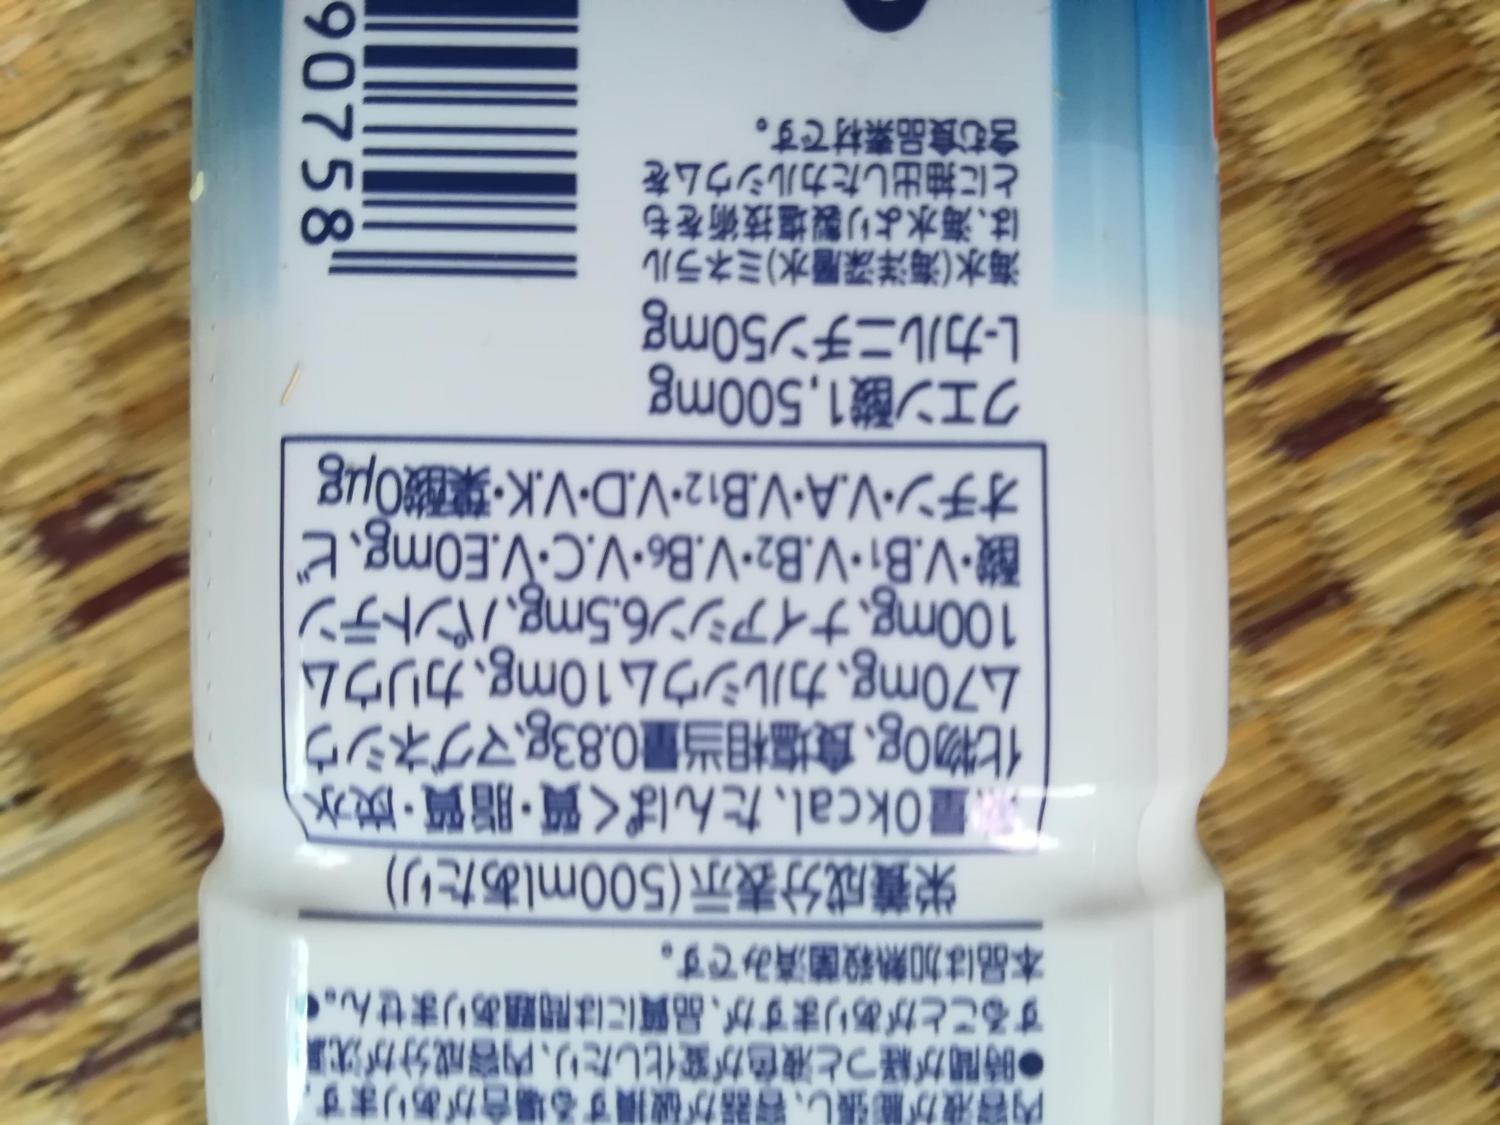 内容液が膨張し、容器が破損する場合があります。
●時間が経つと液色が変化したり、内容成分が沈澱
することがありますが、品質には問題ありません。●
本品は加熱殺菌済みです。
栄養成分表示(500mlあたり)
熱量0kcal、たんぱく質・脂質・炭水
化物0g、食塩相当量0.83g、マグネシウ
ム70mg、カルシウム10mg、カリウム
100mg、ナイアシン6.5mg、パントテン
酸・V.B1・V.B2・V.B6・V.C・V.E0mg、ビ
オチン・V.A・V.B12・V.D・V.K・葉酸0μg
クエン酸1,500mg
L-カルニチン50mg
海水(海洋深層水)ミネラル
は、海水より製塩技術をも
とに抽出したカルシウムを
含む食品素材です。
90758